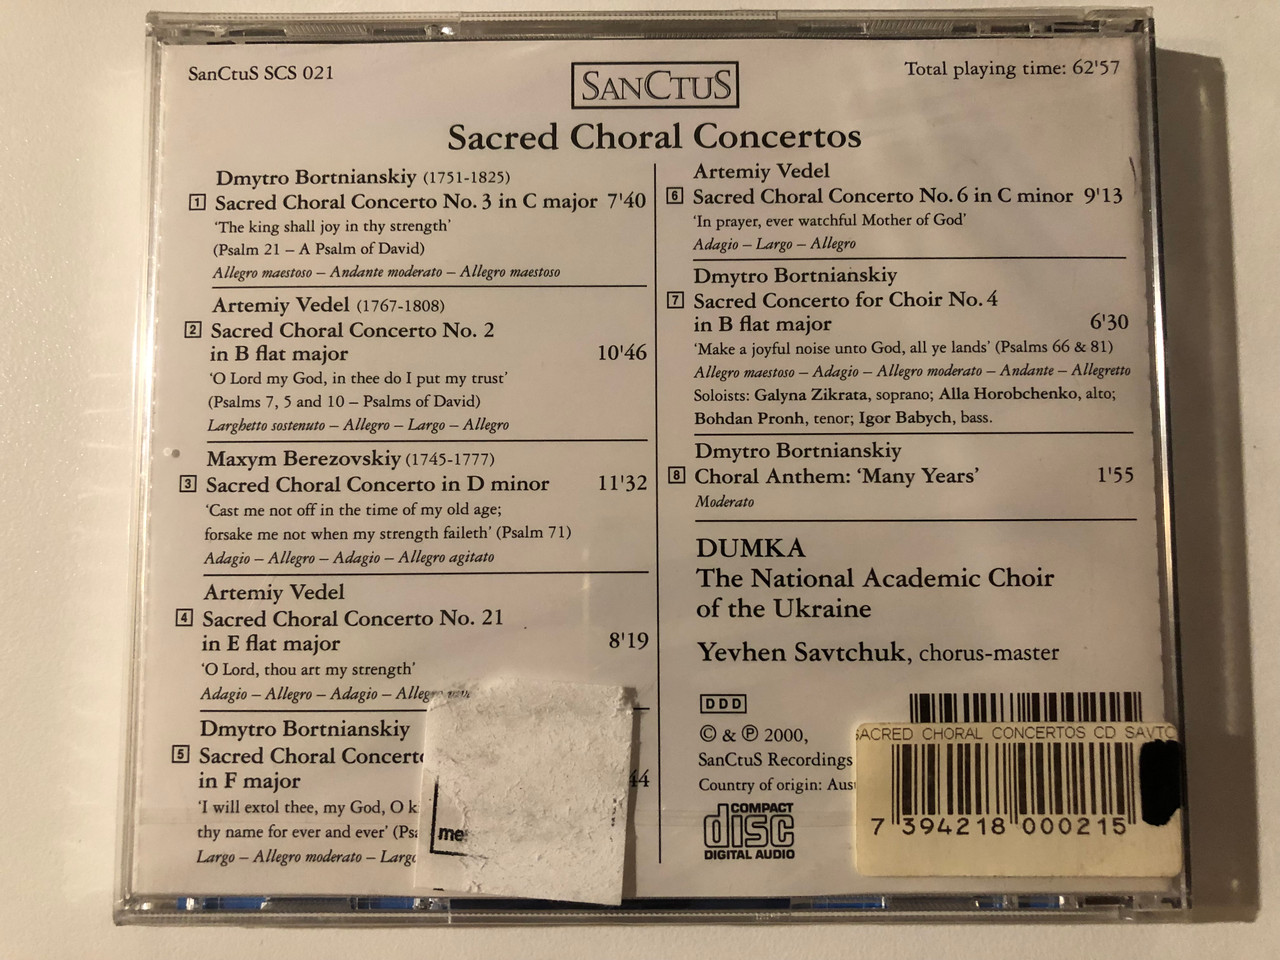 SanCtuS SCS 021
SANCTUS
Total playing time: 62'57
Sacred Choral Concertos
Dmytro Bortnianskiy (1751-1825)
1 Sacred Choral Concerto No. 3 in C major 7'40
‘The king shall joy in thy strength’
(Psalm 21 – A Psalm of David)
Allegro maestoso – Andante moderato – Allegro maestoso
Artemiy Vedel (1767-1808)
2 Sacred Choral Concerto No. 2
in B flat major 10'46
‘O Lord my God, in thee do I put my trust’
(Psalms 7, 5 and 10 – Psalms of David)
Larghetto sostenuto – Allegro – Largo – Allegro
Maxym Berezovskiy (1745-1777)
3 Sacred Choral Concerto in D minor 11'32
‘Cast me not off in the time of my old age;
forsake me not when my strength faileth’ (Psalm 71)
Adagio – Allegro – Adagio – Allegro agitato
Artemiy Vedel
4 Sacred Choral Concerto No. 21
in E flat major 8'19
‘O Lord, thou art my strength’
Adagio – Allegro – Adagio –
Dmytro Bortnianskiy
5 Sacred Choral
in F major 44
‘I will extol thee, my God, O
thy name for ever and ever’
Largo – Allegro moderato –
me
Artemiy Vedel
6 Sacred Choral Concerto No. 6 in C minor 9'13
‘In prayer, ever watchful Mother of God’
Adagio – Largo – Allegro
Dmytro Bortnianskiy
7 Sacred Concerto for Choir No. 4
in B flat major 6'30
‘Make a joyful noise unto God, all ye lands’ (Psalms 66 & 81)
Allegro maestoso – Adagio – Allegro moderato – Andante – Allegretto
Soloists: Galyna Zikrata, soprano; Alla Horobchenko, alto;
Bohdan Pronh, tenor; Igor Babych, bass.
Dmytro Bortnianskiy
8 Choral Anthem: ‘Many Years’ 1'55
Moderato
DUMKA
The National Academic Choir
of the Ukraine
Yevhen Savtchuk, chorus-master
DDD
© & ℗ 2000,
SanCtuS Recordings
Country of origin:
COMPACT
disc
DIGITAL AUDIO
SACRED CHORAL CONCERTOS CD SAVTC
7 394218 000215